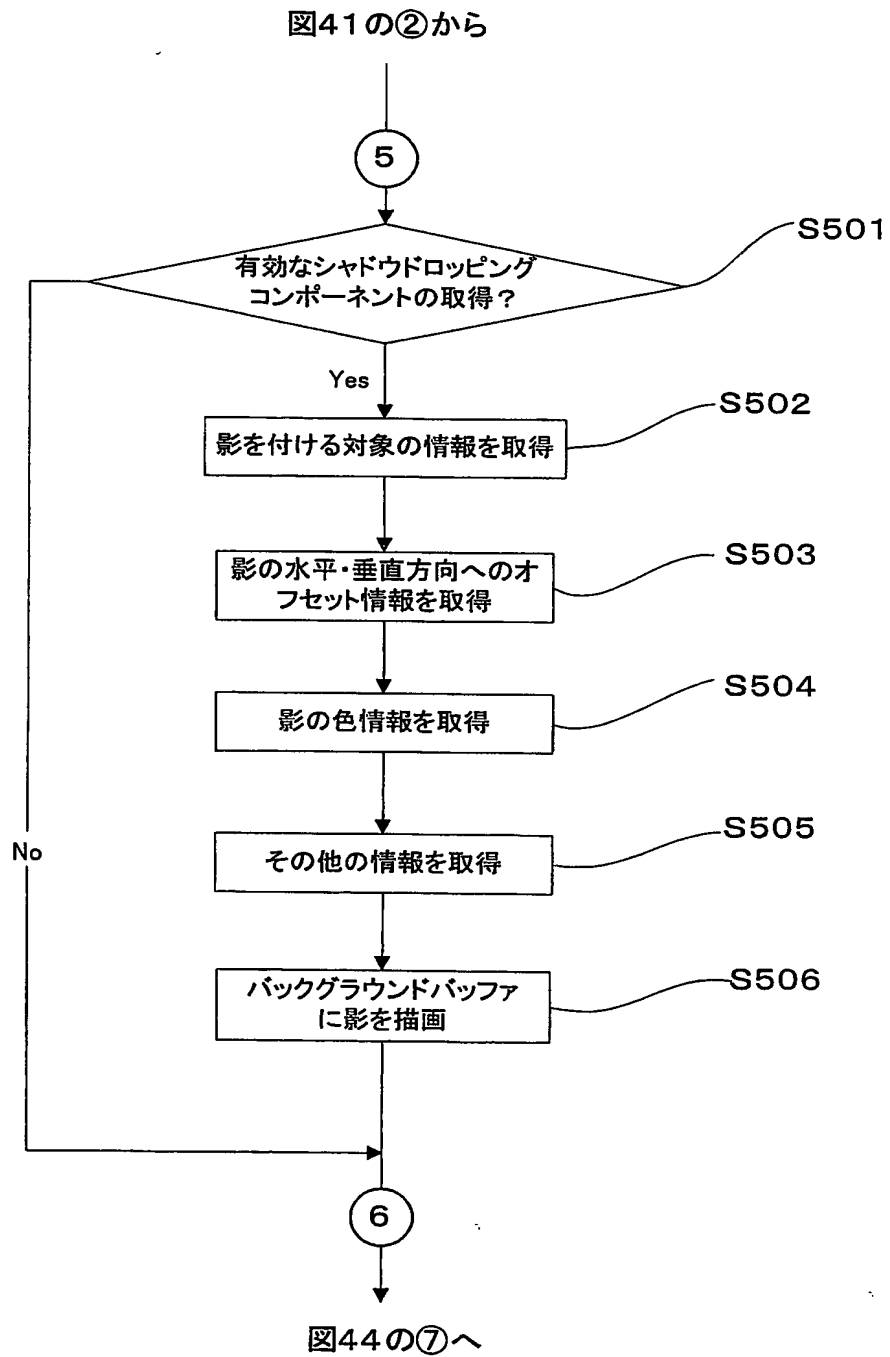 図41の②から
5
有効なシャドウドロッピング
コンポーネントの取得？
S501
Yes
影を付ける対象の情報を取得
S502
影の水平・垂直方向へのオ
フセット情報を取得
S503
影の色情報を取得
S504
その他の情報を取得
S505
No
バックグラウンドバッファ
に影を描画
S506
6
図44の⑦へ